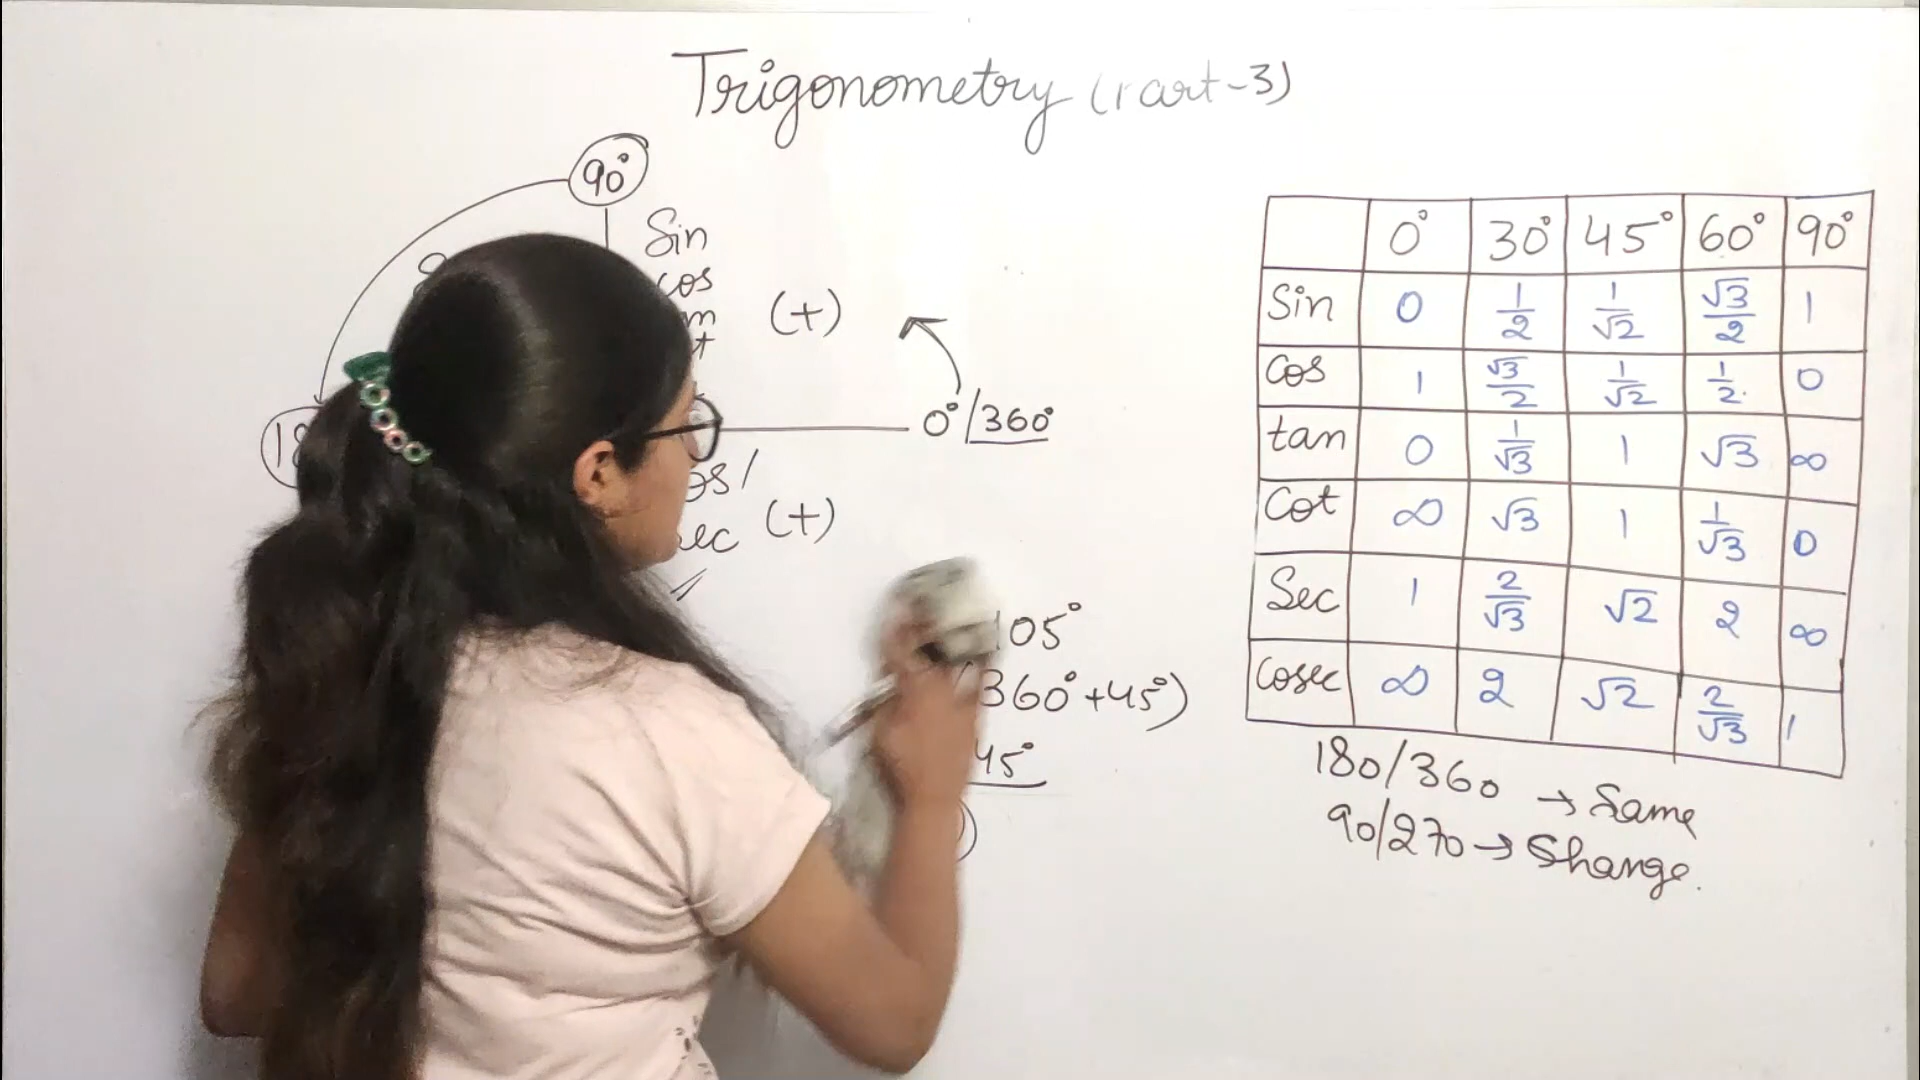 Trigonometry (Part-3)
90°
Sin
cos
(+)
0°/360°
(+)
05°
360°+45°)
45°
0° 30° 45° 60° 90°
Sin 0 1/2 1/√2 √3/2 1
Cos 1 √3/2 1/√2 1/2 0
tan 0 1/√3 1 √3 ∞
Cot ∞ √3 1 1/√3 0
Sec 1 2/√3 √2 2 ∞
Cosec ∞ 2 √2 2/√3 1
180/360 → Same
90/270 → Shange.